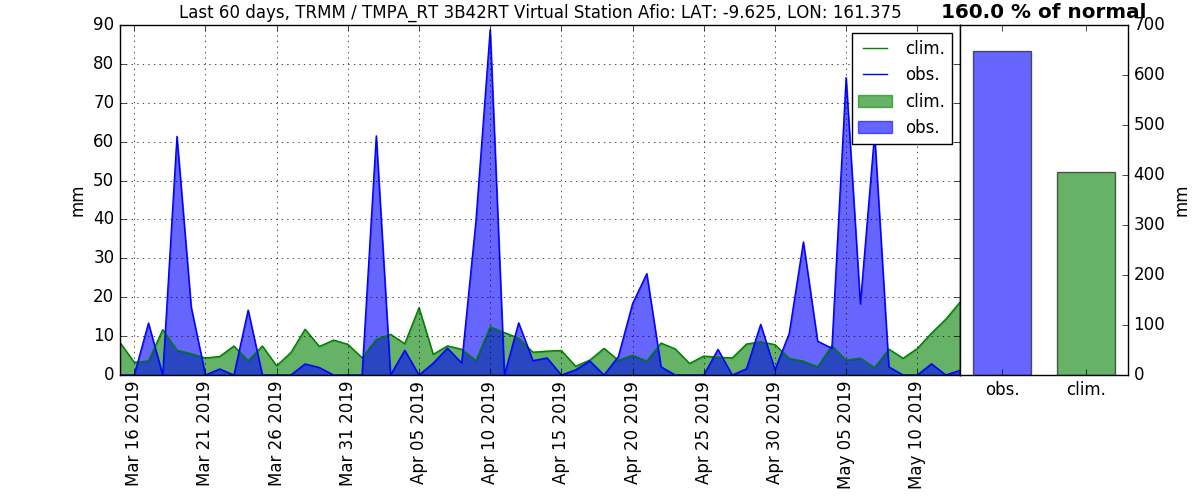 Last 60 days, TRMM / TMPA_RT 3B42RT Virtual Station Afio: LAT: -9.625, LON: 161.375
160.0 % of normal
90
80
70
60
50
40
30
20
10
0
mm
clim.
obs.
clim.
obs.
700
600
500
400
300
200
100
0
mm
obs.
clim.
Mar 16 2019
Mar 21 2019
Mar 26 2019
Mar 31 2019
Apr 05 2019
Apr 10 2019
Apr 15 2019
Apr 20 2019
Apr 25 2019
Apr 30 2019
May 05 2019
May 10 2019